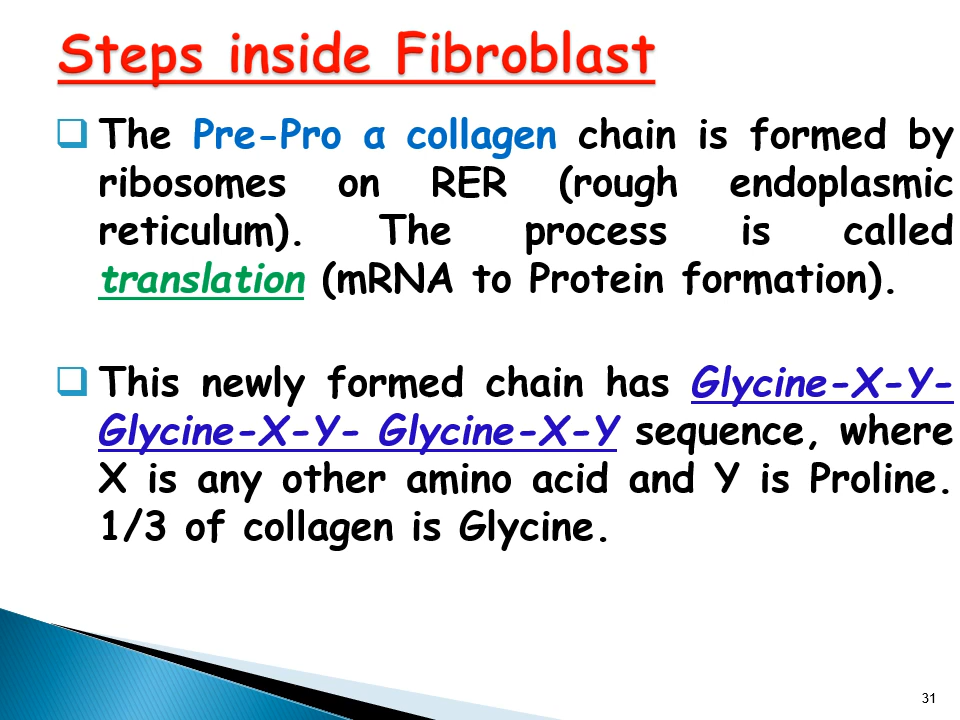 Steps inside Fibroblast
The Pre-Pro α collagen chain is formed by
ribosomes on RER (rough endoplasmic
reticulum). The process is called
translation (mRNA to Protein formation).
This newly formed chain has Glycine-X-Y-
Glycine-X-Y- Glycine-X-Y sequence, where
X is any other amino acid and Y is Proline.
1/3 of collagen is Glycine.
31